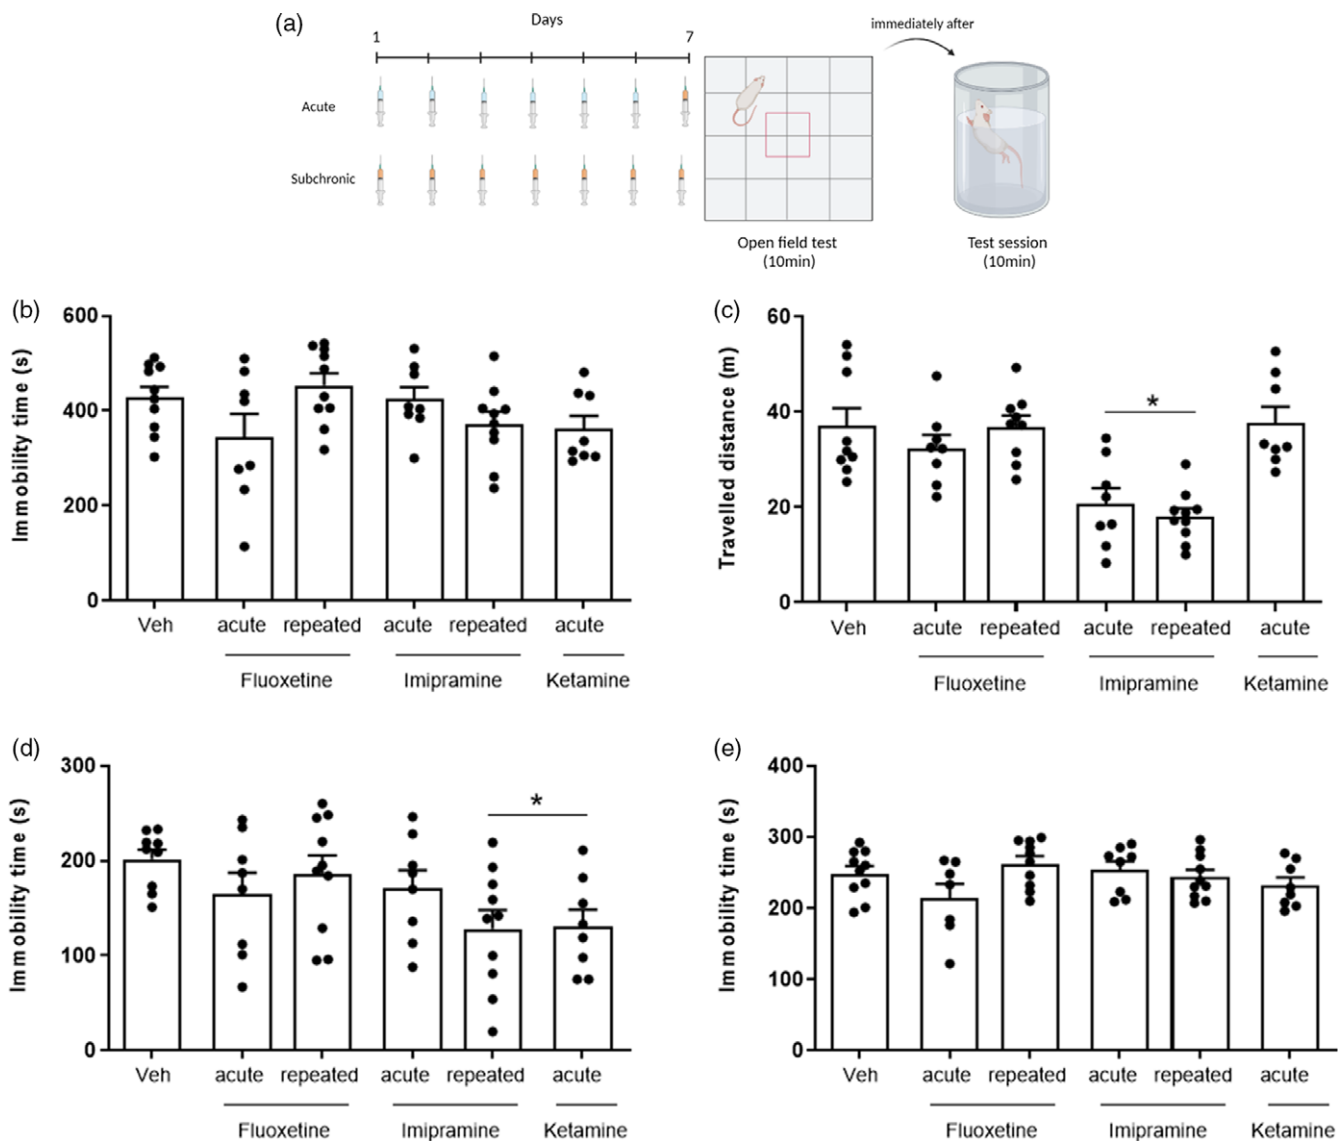 (a)
Days
1 7
immediately after
Acute
Subchronic
Open field test
(10min)
Test session
(10min)
(b)
Immobility time (s)
600
400
200
0
Veh acute repeated acute repeated acute
Fluoxetine Imipramine Ketamine
(c)
Travelled distance (m)
60
40
20
0
*
Veh acute repeated acute repeated acute
Fluoxetine Imipramine Ketamine
(d)
Immobility time (s)
300
200
100
0
*
Veh acute repeated acute repeated acute
Fluoxetine Imipramine Ketamine
(e)
Immobility time (s)
400
300
200
100
0
Veh acute repeated acute repeated acute
Fluoxetine Imipramine Ketamine